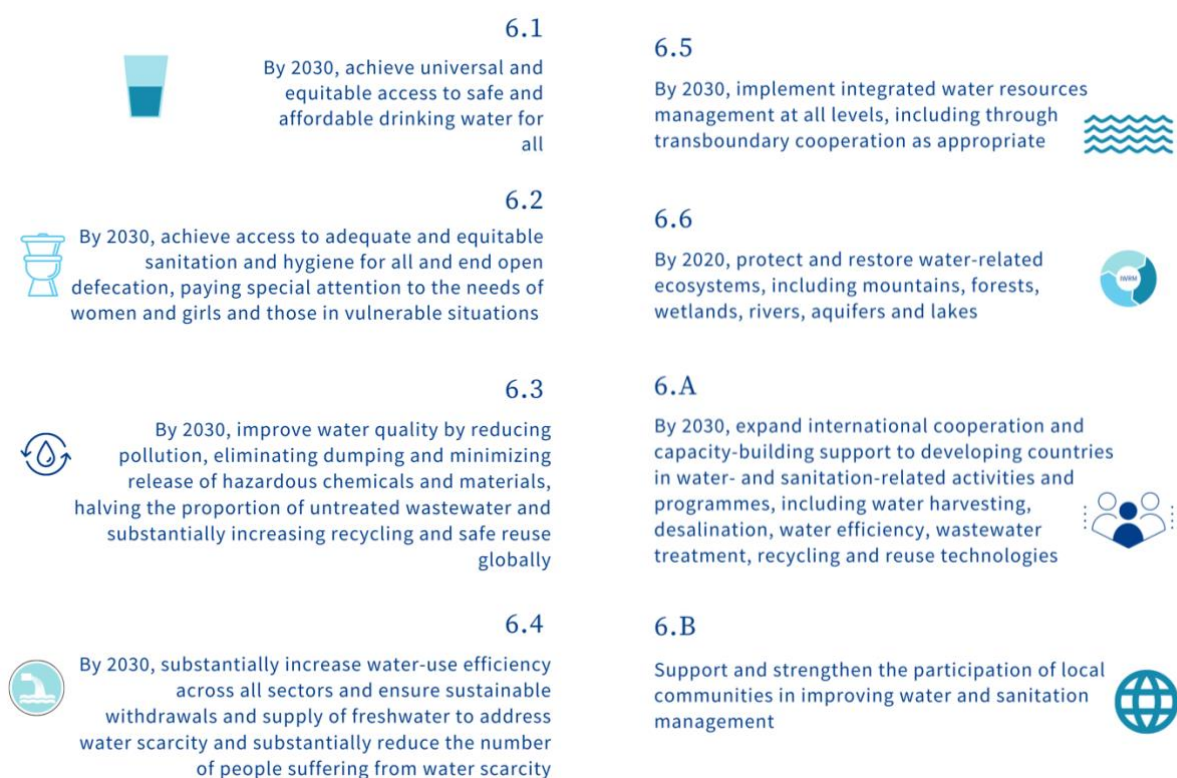 6.1
By 2030, achieve universal and
equitable access to safe and
affordable drinking water for
all
6.2
By 2030, achieve access to adequate and equitable
sanitation and hygiene for all and end open
defecation, paying special attention to the needs of
women and girls and those in vulnerable situations
6.3
By 2030, improve water quality by reducing
pollution, eliminating dumping and minimizing
release of hazardous chemicals and materials,
halving the proportion of untreated wastewater and
substantially increasing recycling and safe reuse
globally
6.4
By 2030, substantially increase water-use efficiency
across all sectors and ensure sustainable
withdrawals and supply of freshwater to address
water scarcity and substantially reduce the number
of people suffering from water scarcity
6.5
By 2030, implement integrated water resources
management at all levels, including through
transboundary cooperation as appropriate
6.6
By 2020, protect and restore water-related
ecosystems, including mountains, forests,
wetlands, rivers, aquifers and lakes
IWRM
6.A
By 2030, expand international cooperation and
capacity-building support to developing countries
in water- and sanitation-related activities and
programmes, including water harvesting,
desalination, water efficiency, wastewater
treatment, recycling and reuse technologies
6.B
Support and strengthen the participation of local
communities in improving water and sanitation
management